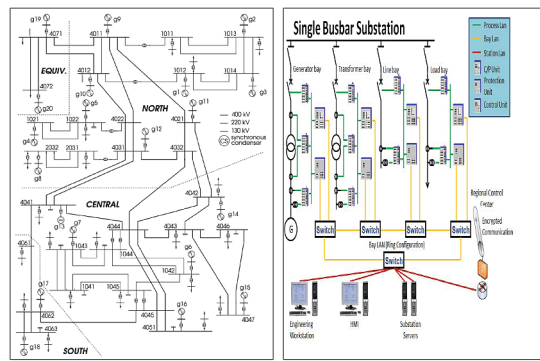 g19
g9
g2
4071
4011
1011
1013
EQUIV.
4012
1012
1014
4072
g10
g1
g3
g20
g5
NORTH
g11
1021
1022
4022
4021
400 kV
220 kV
130 kV
synchronous
condenser
g4
g12
2032
2031
4031
4032
g8
CENTRAL
4042
4041
g14
g7
4044
4043
4046
4061
1043
1044
g6
g17
1042
1041
1045
g16
4062
4045
4047
4063
4051
g15
g18
SOUTH
Single Busbar Substation
Process Lan
Bay Lan
Station Lan
C/P Unit
Protection
Unit
Control Unit
Generator bay
Transformer bay
Line bay
Load bay
Regional Control
Center
Encrypted
Communication
G
Switch
Switch
Switch
Switch
Bay LAN (Ring Configuration)
Switch
Engineering
Workstation
HMI
Substation
Servers